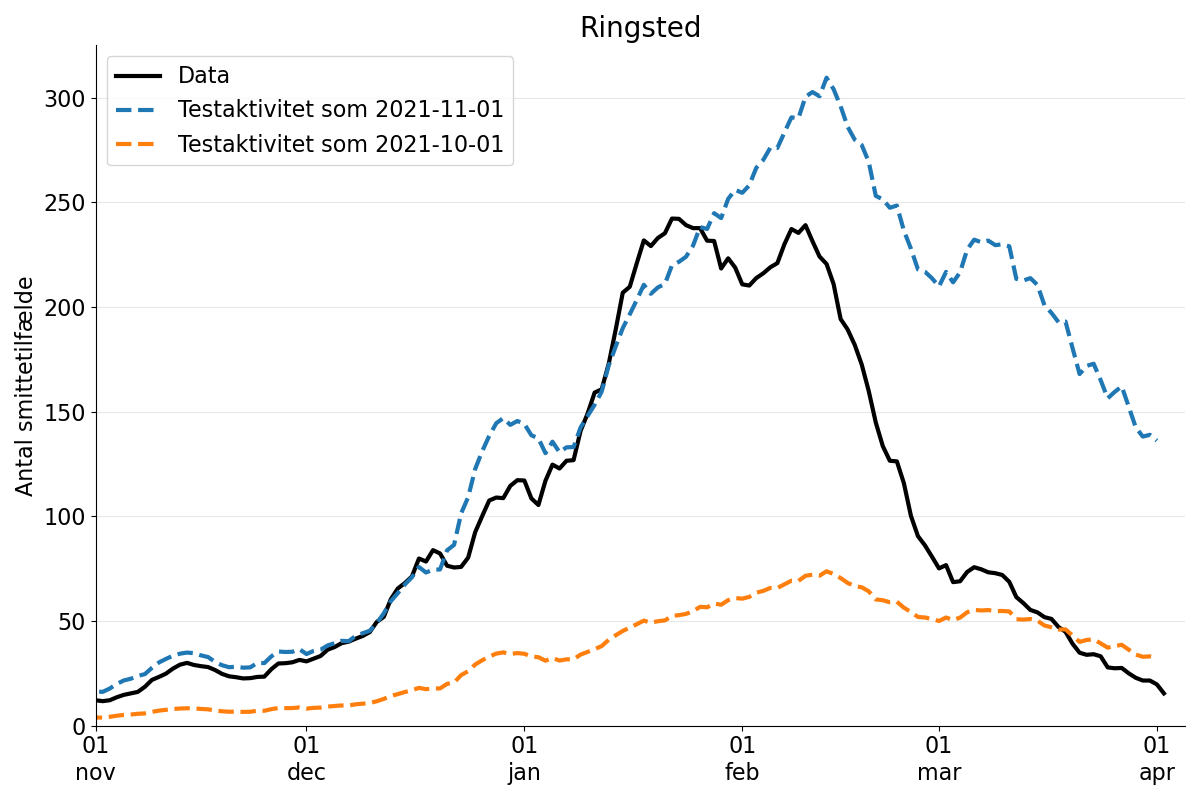 Ringsted
Data
Testaktivitet som 2021-11-01
Testaktivitet som 2021-10-01
Antal smittetilfælde
300
250
200
150
100
50
0
01 01 01 01 01 01
nov dec jan feb mar apr